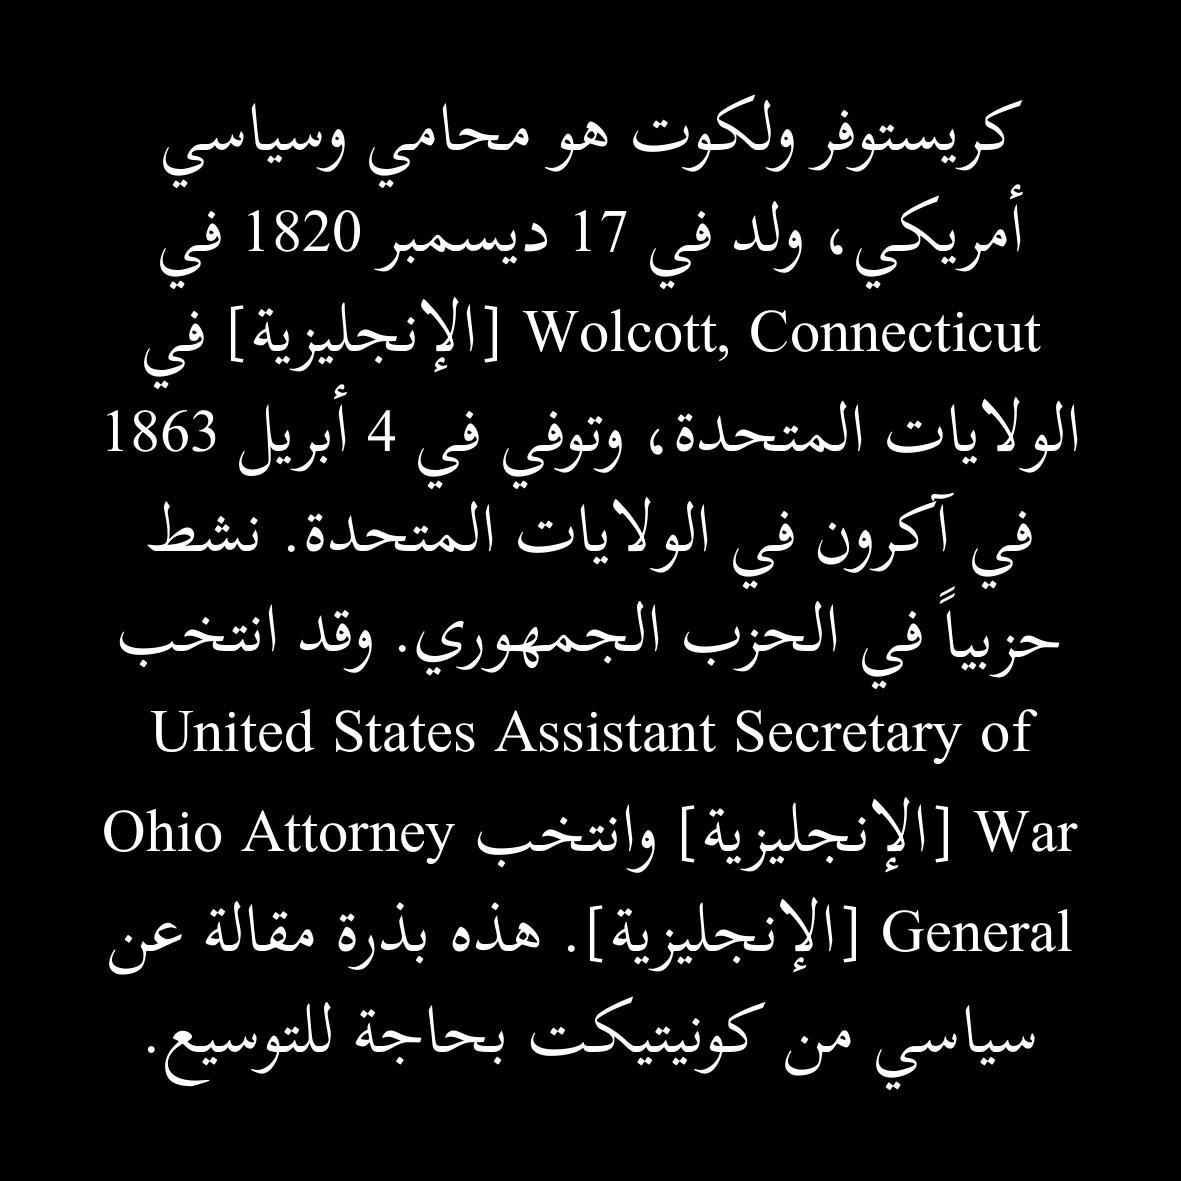 كريستوفر ولكوت هو محامي وسياسي
أمريكي، ولد في 17 ديسمبر 1820 في
Wolcott, Connecticut [الإنجليزية] في
الولايات المتحدة، وتوفي في 4 أبريل 1863
في آكرون في الولايات المتحدة. نشط
حزبياً في الحزب الجمهوري. وقد انتخب
United States Assistant Secretary of
War [الإنجليزية] وانتخب Ohio Attorney
General [الإنجليزية]. هذه بذرة مقالة عن
سياسي من كونيتيكت بحاجة للتوسيع.